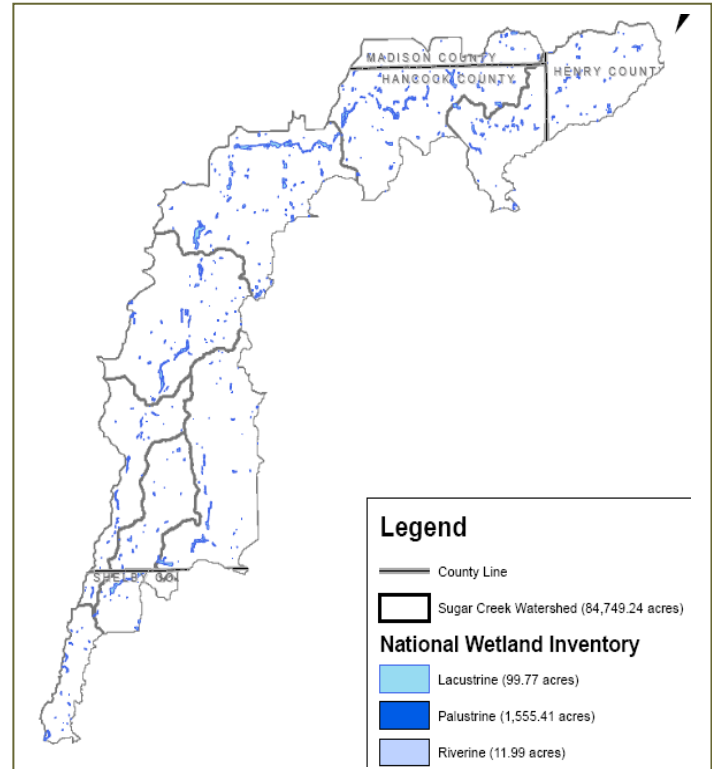 MADISON COUNTY
HANCOOK COUNTY
HENRY COUNT
SHELBY CO.
Legend
County Line
Sugar Creek Watershed (84,749.24 acres)
National Wetland Inventory
Lacustrine (99.77 acres)
Palustrine (1,555.41 acres)
Riverine (11.99 acres)